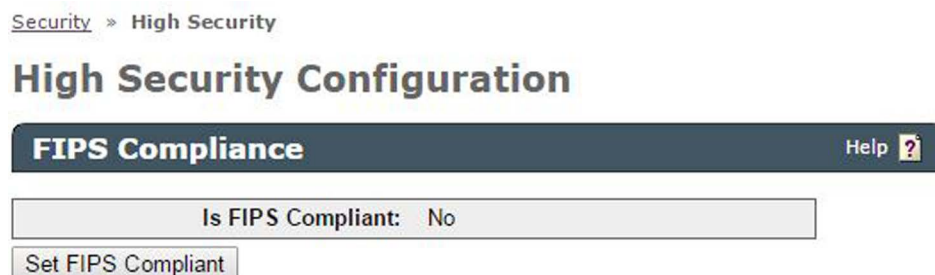 Security » High Security
High Security Configuration
FIPS Compliance Help ?
Is FIPS Compliant: No
Set FIPS Compliant